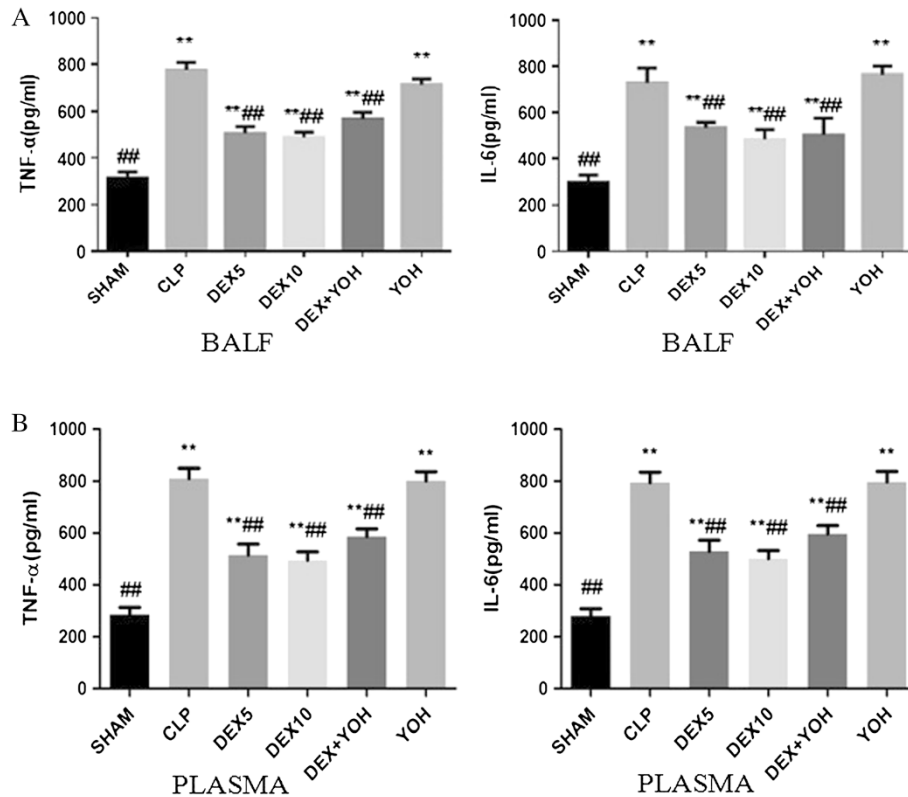 A
1000
800
600
400
200
0
TNF-α(pg/ml)
##
**
**##
**##
**##
**
SHAM
CLP
DEX5
DEX10
DEX+YOH
YOH
BALF
1000
800
600
400
200
0
IL-6(pg/ml)
##
**
**##
**##
**##
**
SHAM
CLP
DEX5
DEX10
DEX+YOH
YOH
BALF
B
1000
800
600
400
200
0
TNF-α(pg/ml)
##
**
**##
**##
**##
**
SHAM
CLP
DEX5
DEX10
DEX+YOH
YOH
PLASMA
1000
800
600
400
200
0
IL-6(pg/ml)
##
**
**##
**##
**##
**
SHAM
CLP
DEX5
DEX10
DEX+YOH
YOH
PLASMA